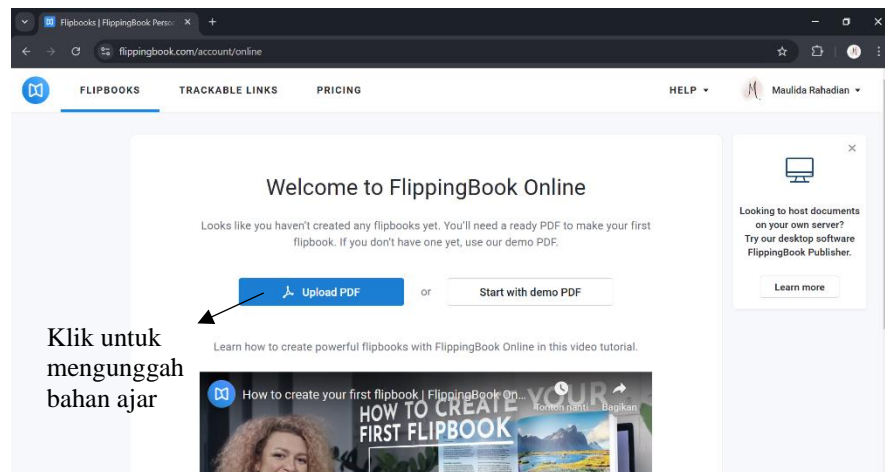 Flipbooks | FlippingBook Perso
flippingbook.com/account/online
FLIPBOOKS TRACKABLE LINKS PRICING HELP Maulida Rahadian
Welcome to FlippingBook Online
Looks like you haven't created any flipbooks yet. You'll need a ready PDF to make your first
flipbook. If you don't have one yet, use our demo PDF.
Upload PDF or Start with demo PDF
Looking to host documents
on your own server?
Try our desktop software
FlippingBook Publisher.
Learn more
Klik untuk
mengunggah
bahan ajar
Learn how to create powerful flipbooks with FlippingBook Online in this video tutorial.
How to create your first flipbook | FlippingBook On...
Tonton nanti Bagikan
HOW TO CREATE YOUR
FIRST FLIPBOOK